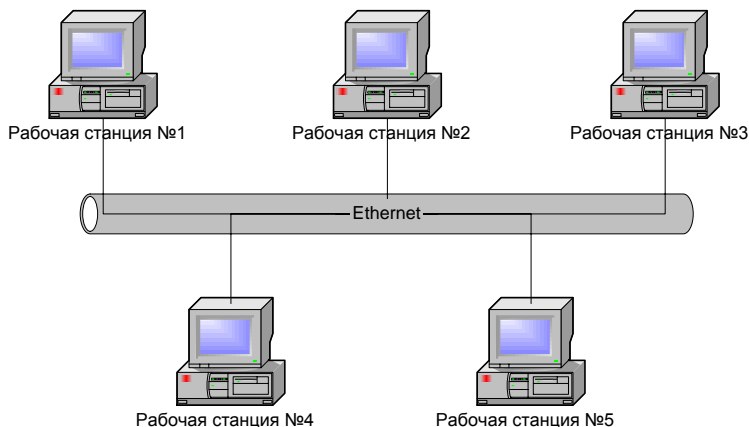 Рабочая станция №1
Рабочая станция №2
Рабочая станция №3
Ethernet
Рабочая станция №4
Рабочая станция №5